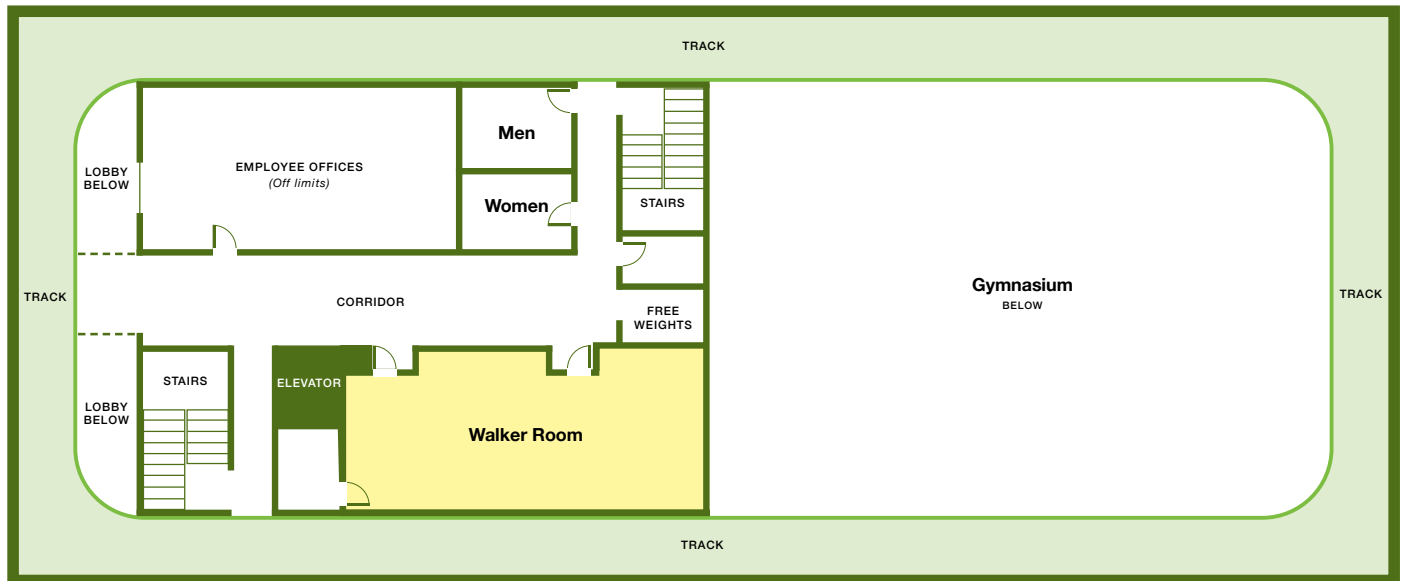 TRACK
Men
LOBBY
BELOW
EMPLOYEE OFFICES
(Off limits)
Women
STAIRS
TRACK
CORRIDOR
FREE
WEIGHTS
Gymnasium
BELOW
TRACK
STAIRS
ELEVATOR
LOBBY
BELOW
Walker Room
TRACK